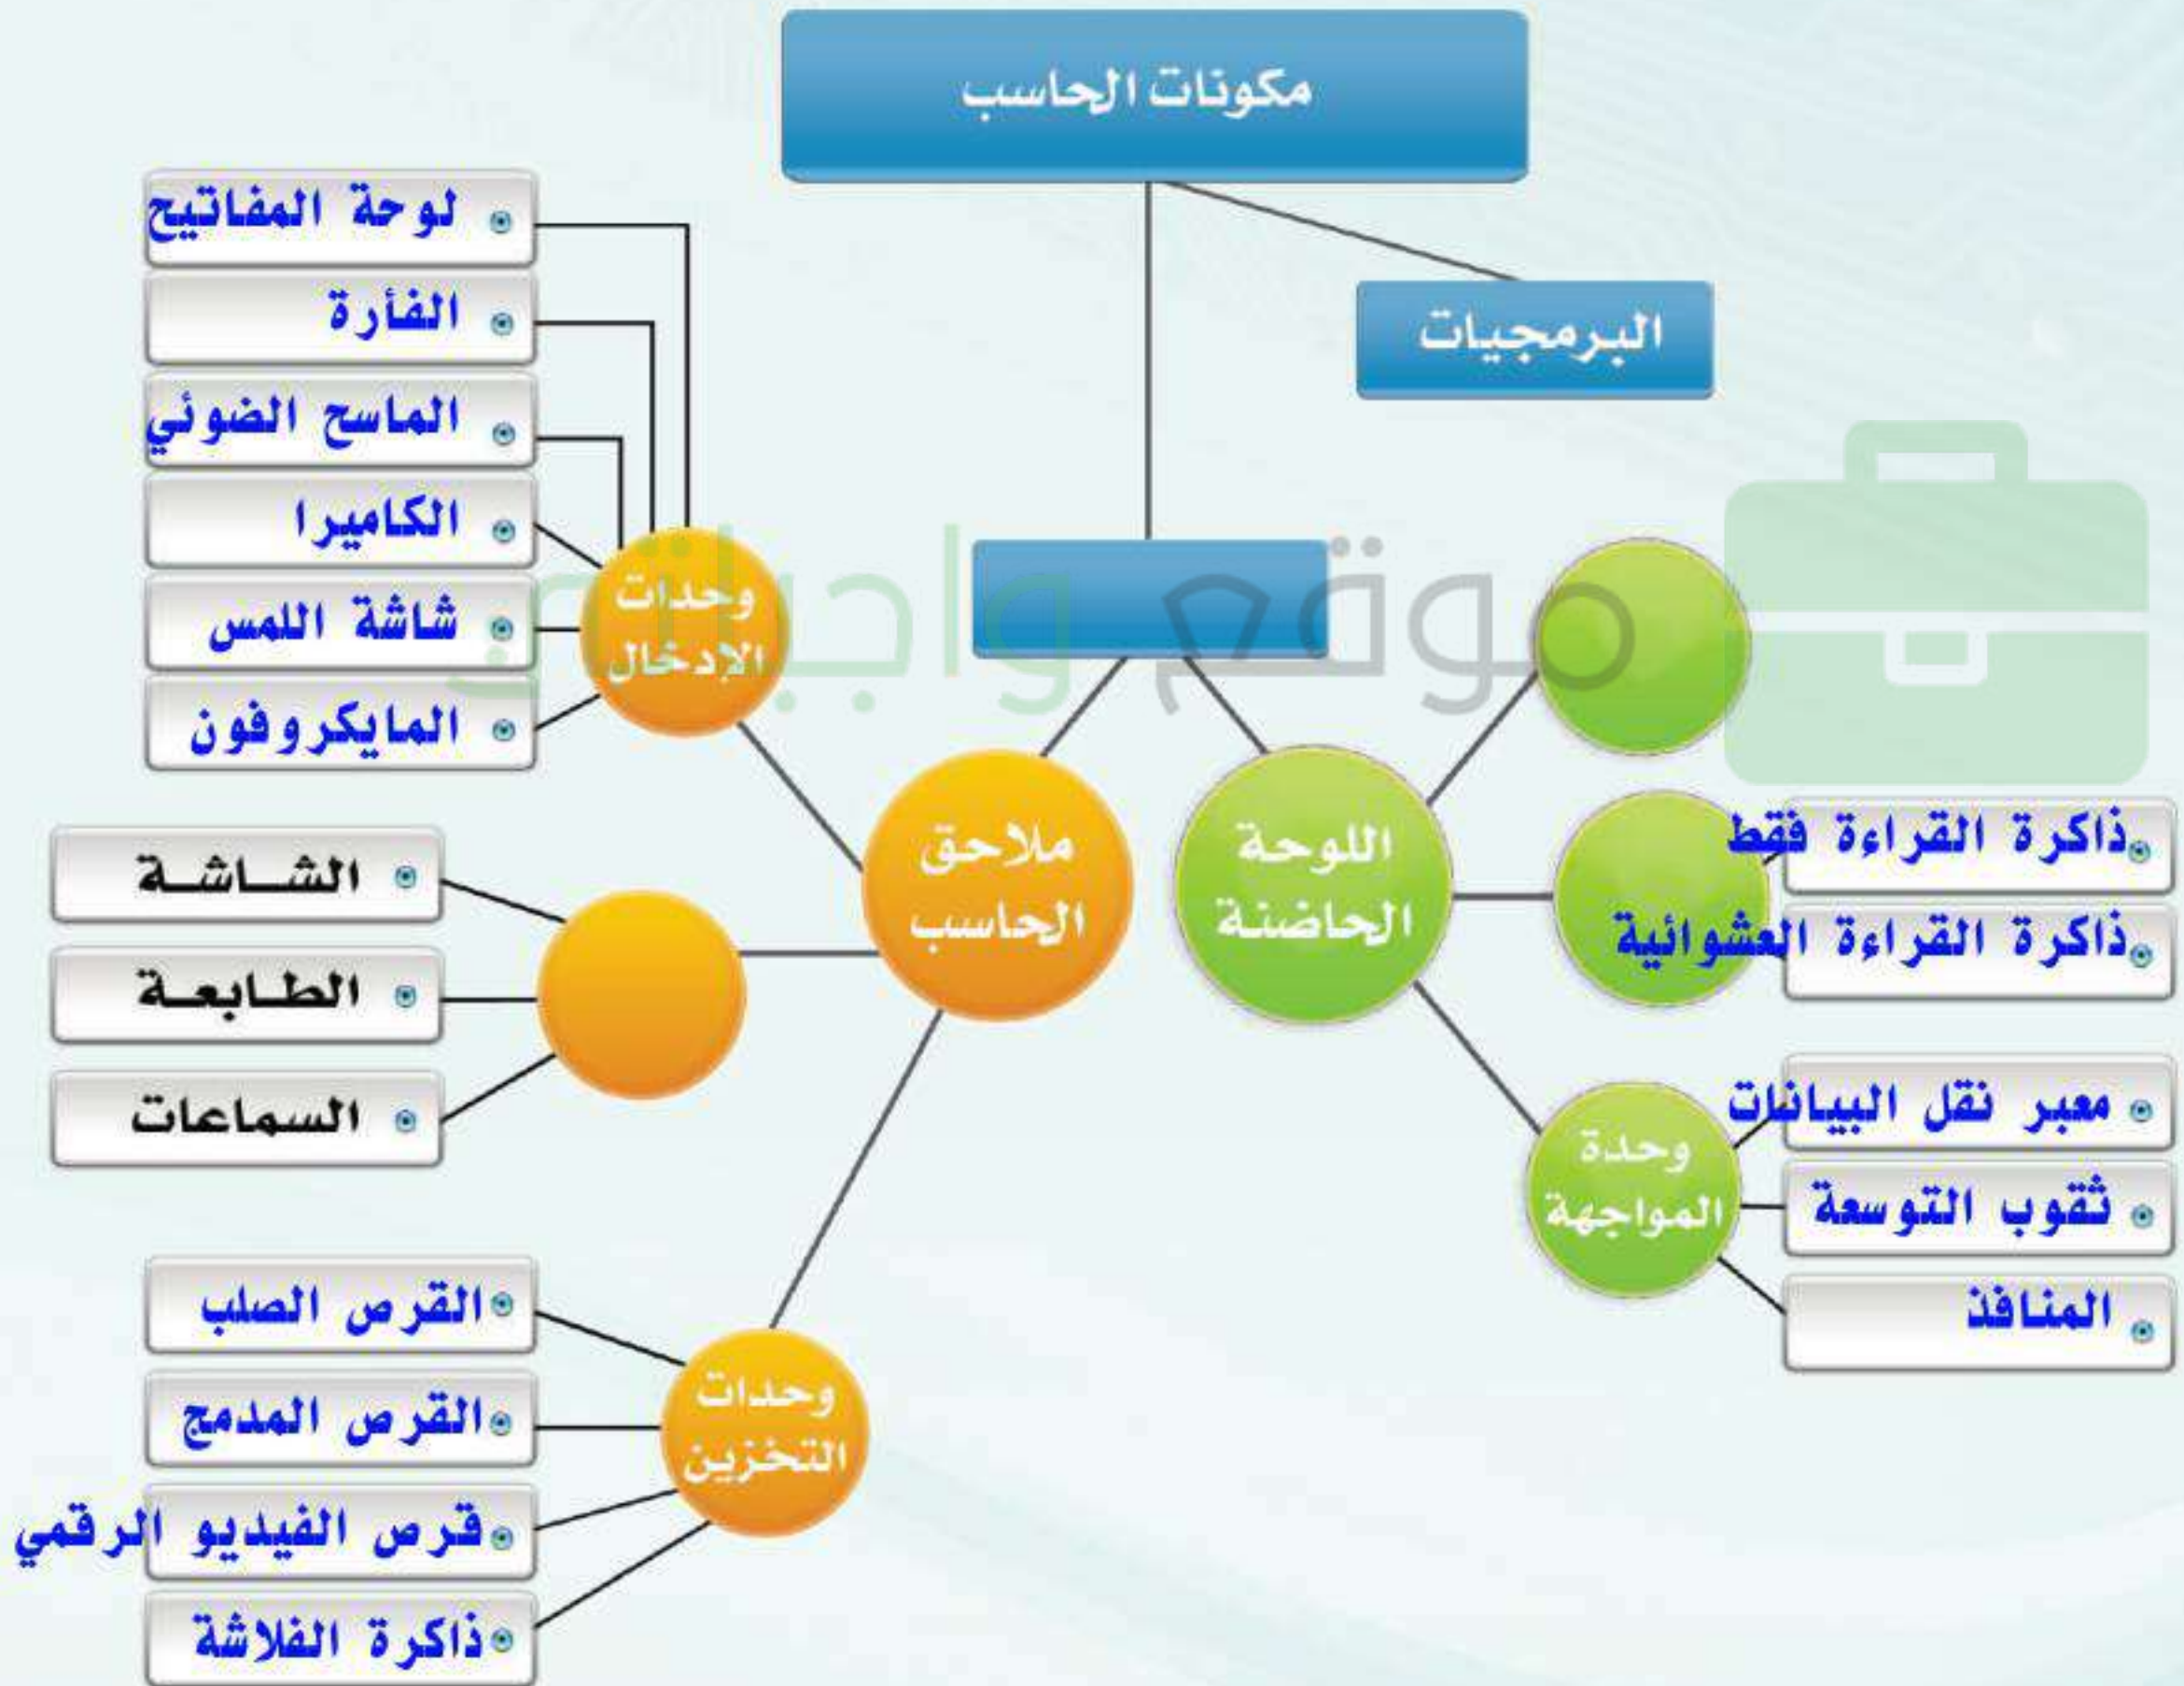 مكونات الحاسب
البرمجيات
اللوحة
الحاضنة
ذاكرة القراءة فقط
ذاكرة القراءة العشوائية
وحدة
المواجهة
معبر نقل البيانات
ثقوب التوسعة
المنافذ
ملاحق
الحاسب
وحدات
الإدخال
لوحة المفاتيح
الفأرة
الماسح الضوئي
الكاميرا
شاشة اللمس
المايكروفون
الشاشة
الطابعة
السماعات
وحدات
التخزين
القرص الصلب
القرص المدمج
قرص الفيديو الرقمي
ذاكرة الفلاشة
موقع واجباتي